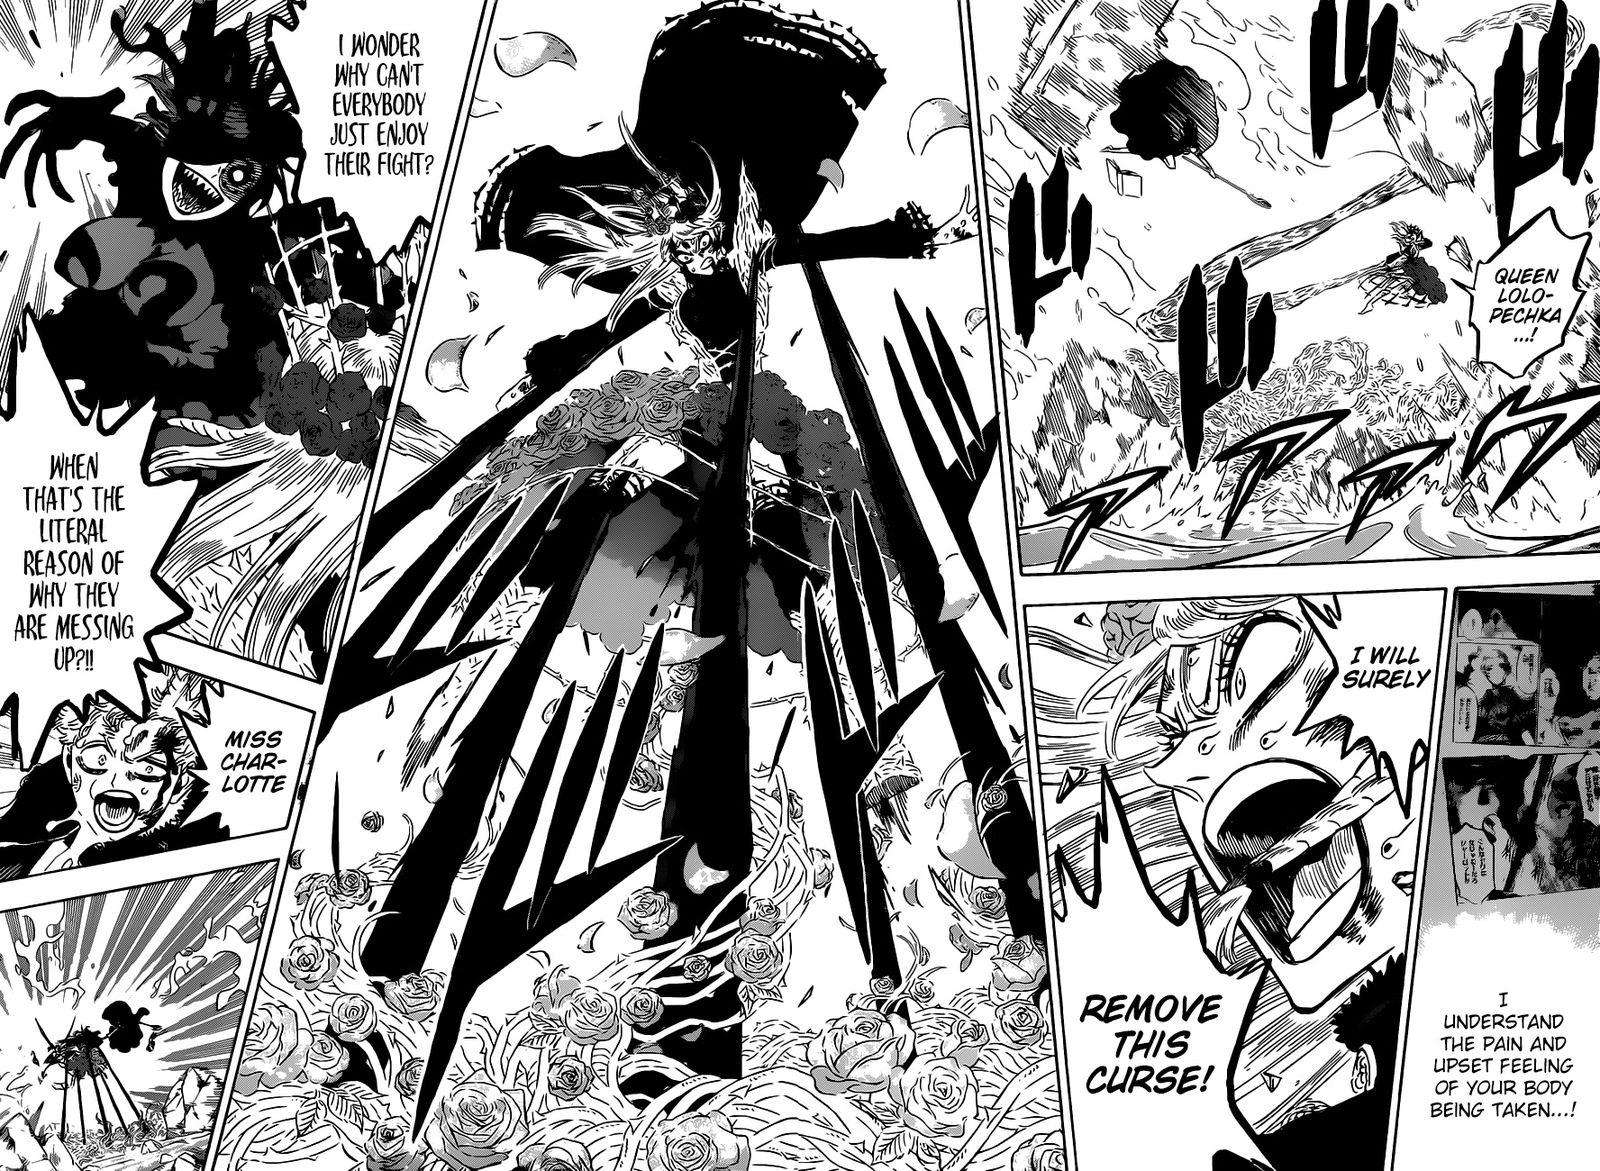 QUEEN
LOLO-
PECHKA
...!
I
UNDERSTAND
THE PAIN AND
UPSET FEELING
OF YOUR BODY
BEING TAKEN...!
I WILL
SURELY
REMOVE
THIS
CURSE!
I WONDER
WHY CAN'T
EVERYBODY
JUST ENJOY
THEIR FIGHT?
WHEN
THAT'S THE
LITERAL
REASON OF
WHY THEY
ARE MESSING
UP?!!
MISS
CHAR-
LOTTE